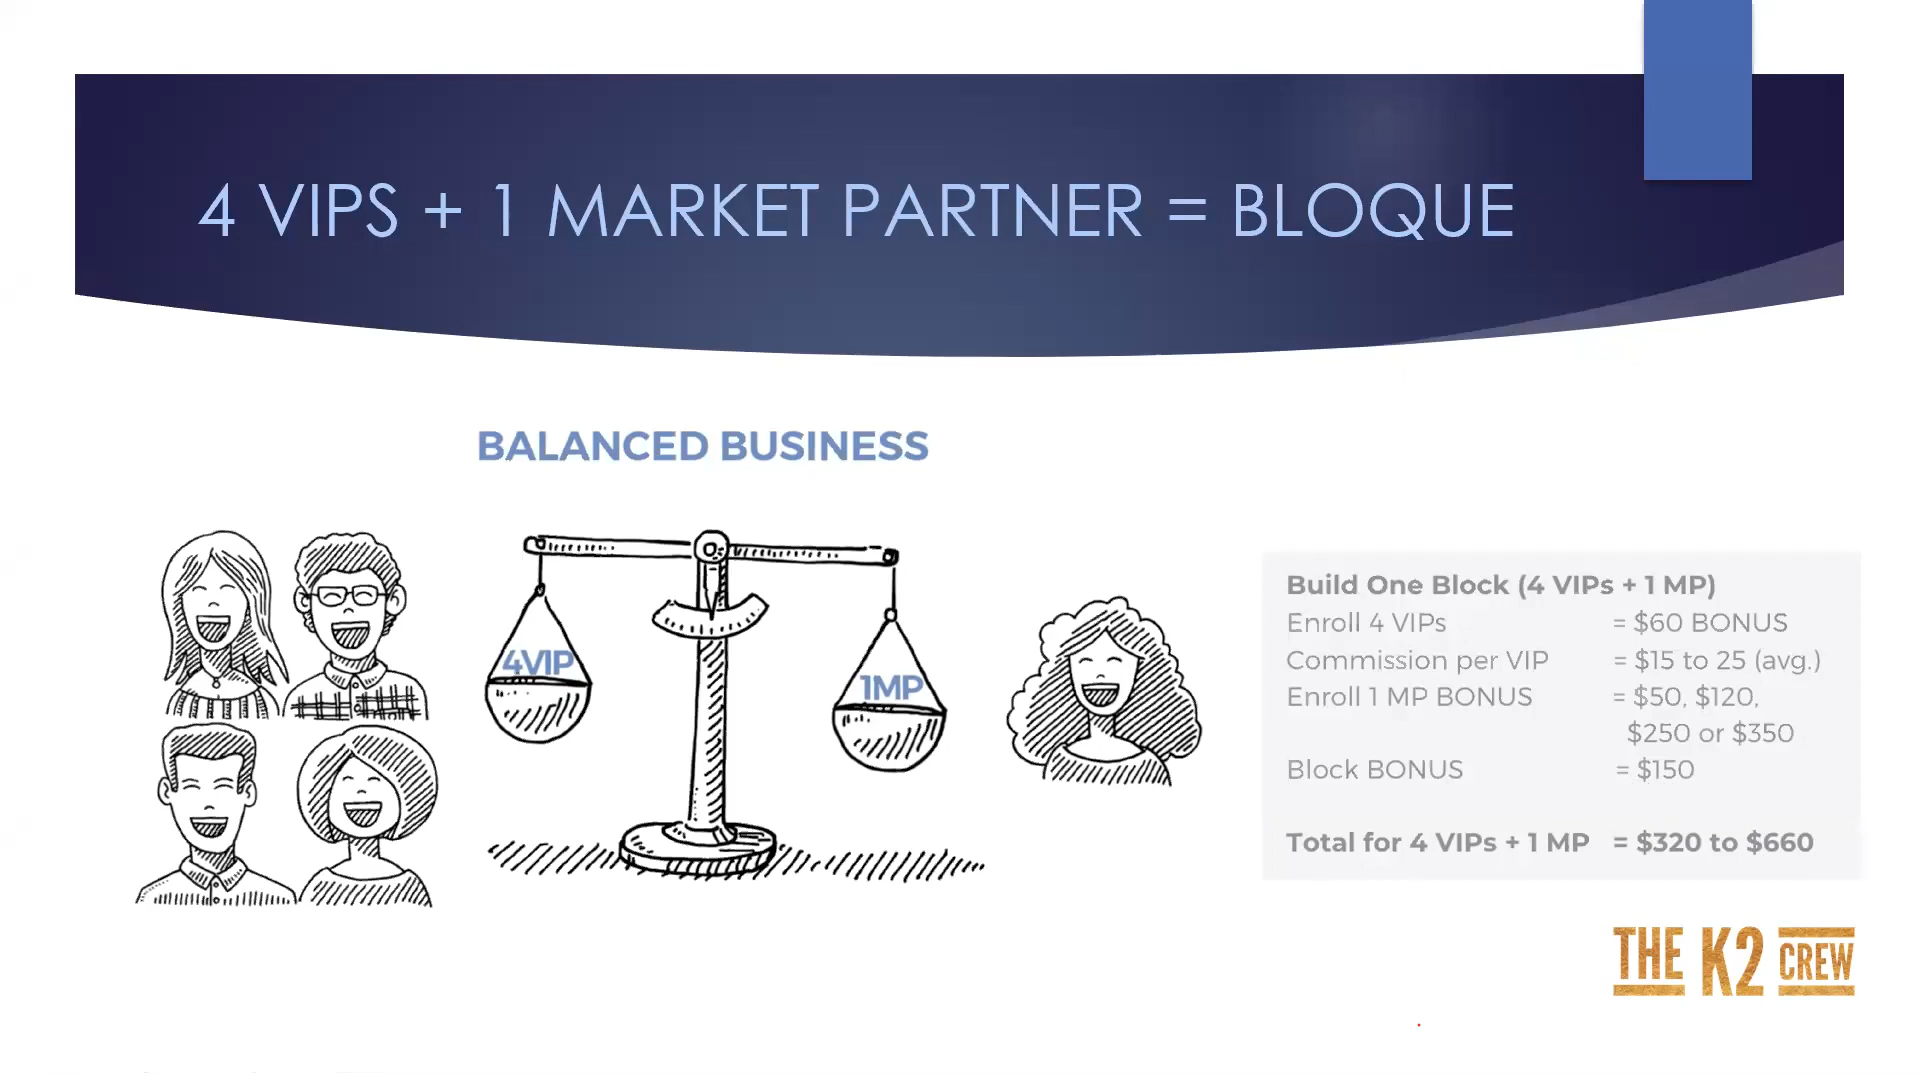 4 VIPS + 1 MARKET PARTNER = BLOQUE
BALANCED BUSINESS
4VIP
1MP
Build One Block (4 VIPs + 1 MP)
Enroll 4 VIPs = $60 BONUS
Commission per VIP = $15 to 25 (avg.)
Enroll 1 MP BONUS = $50, $120,
$250 or $350
Block BONUS = $150
Total for 4 VIPs + 1 MP = $320 to $660
THE K2 CREW